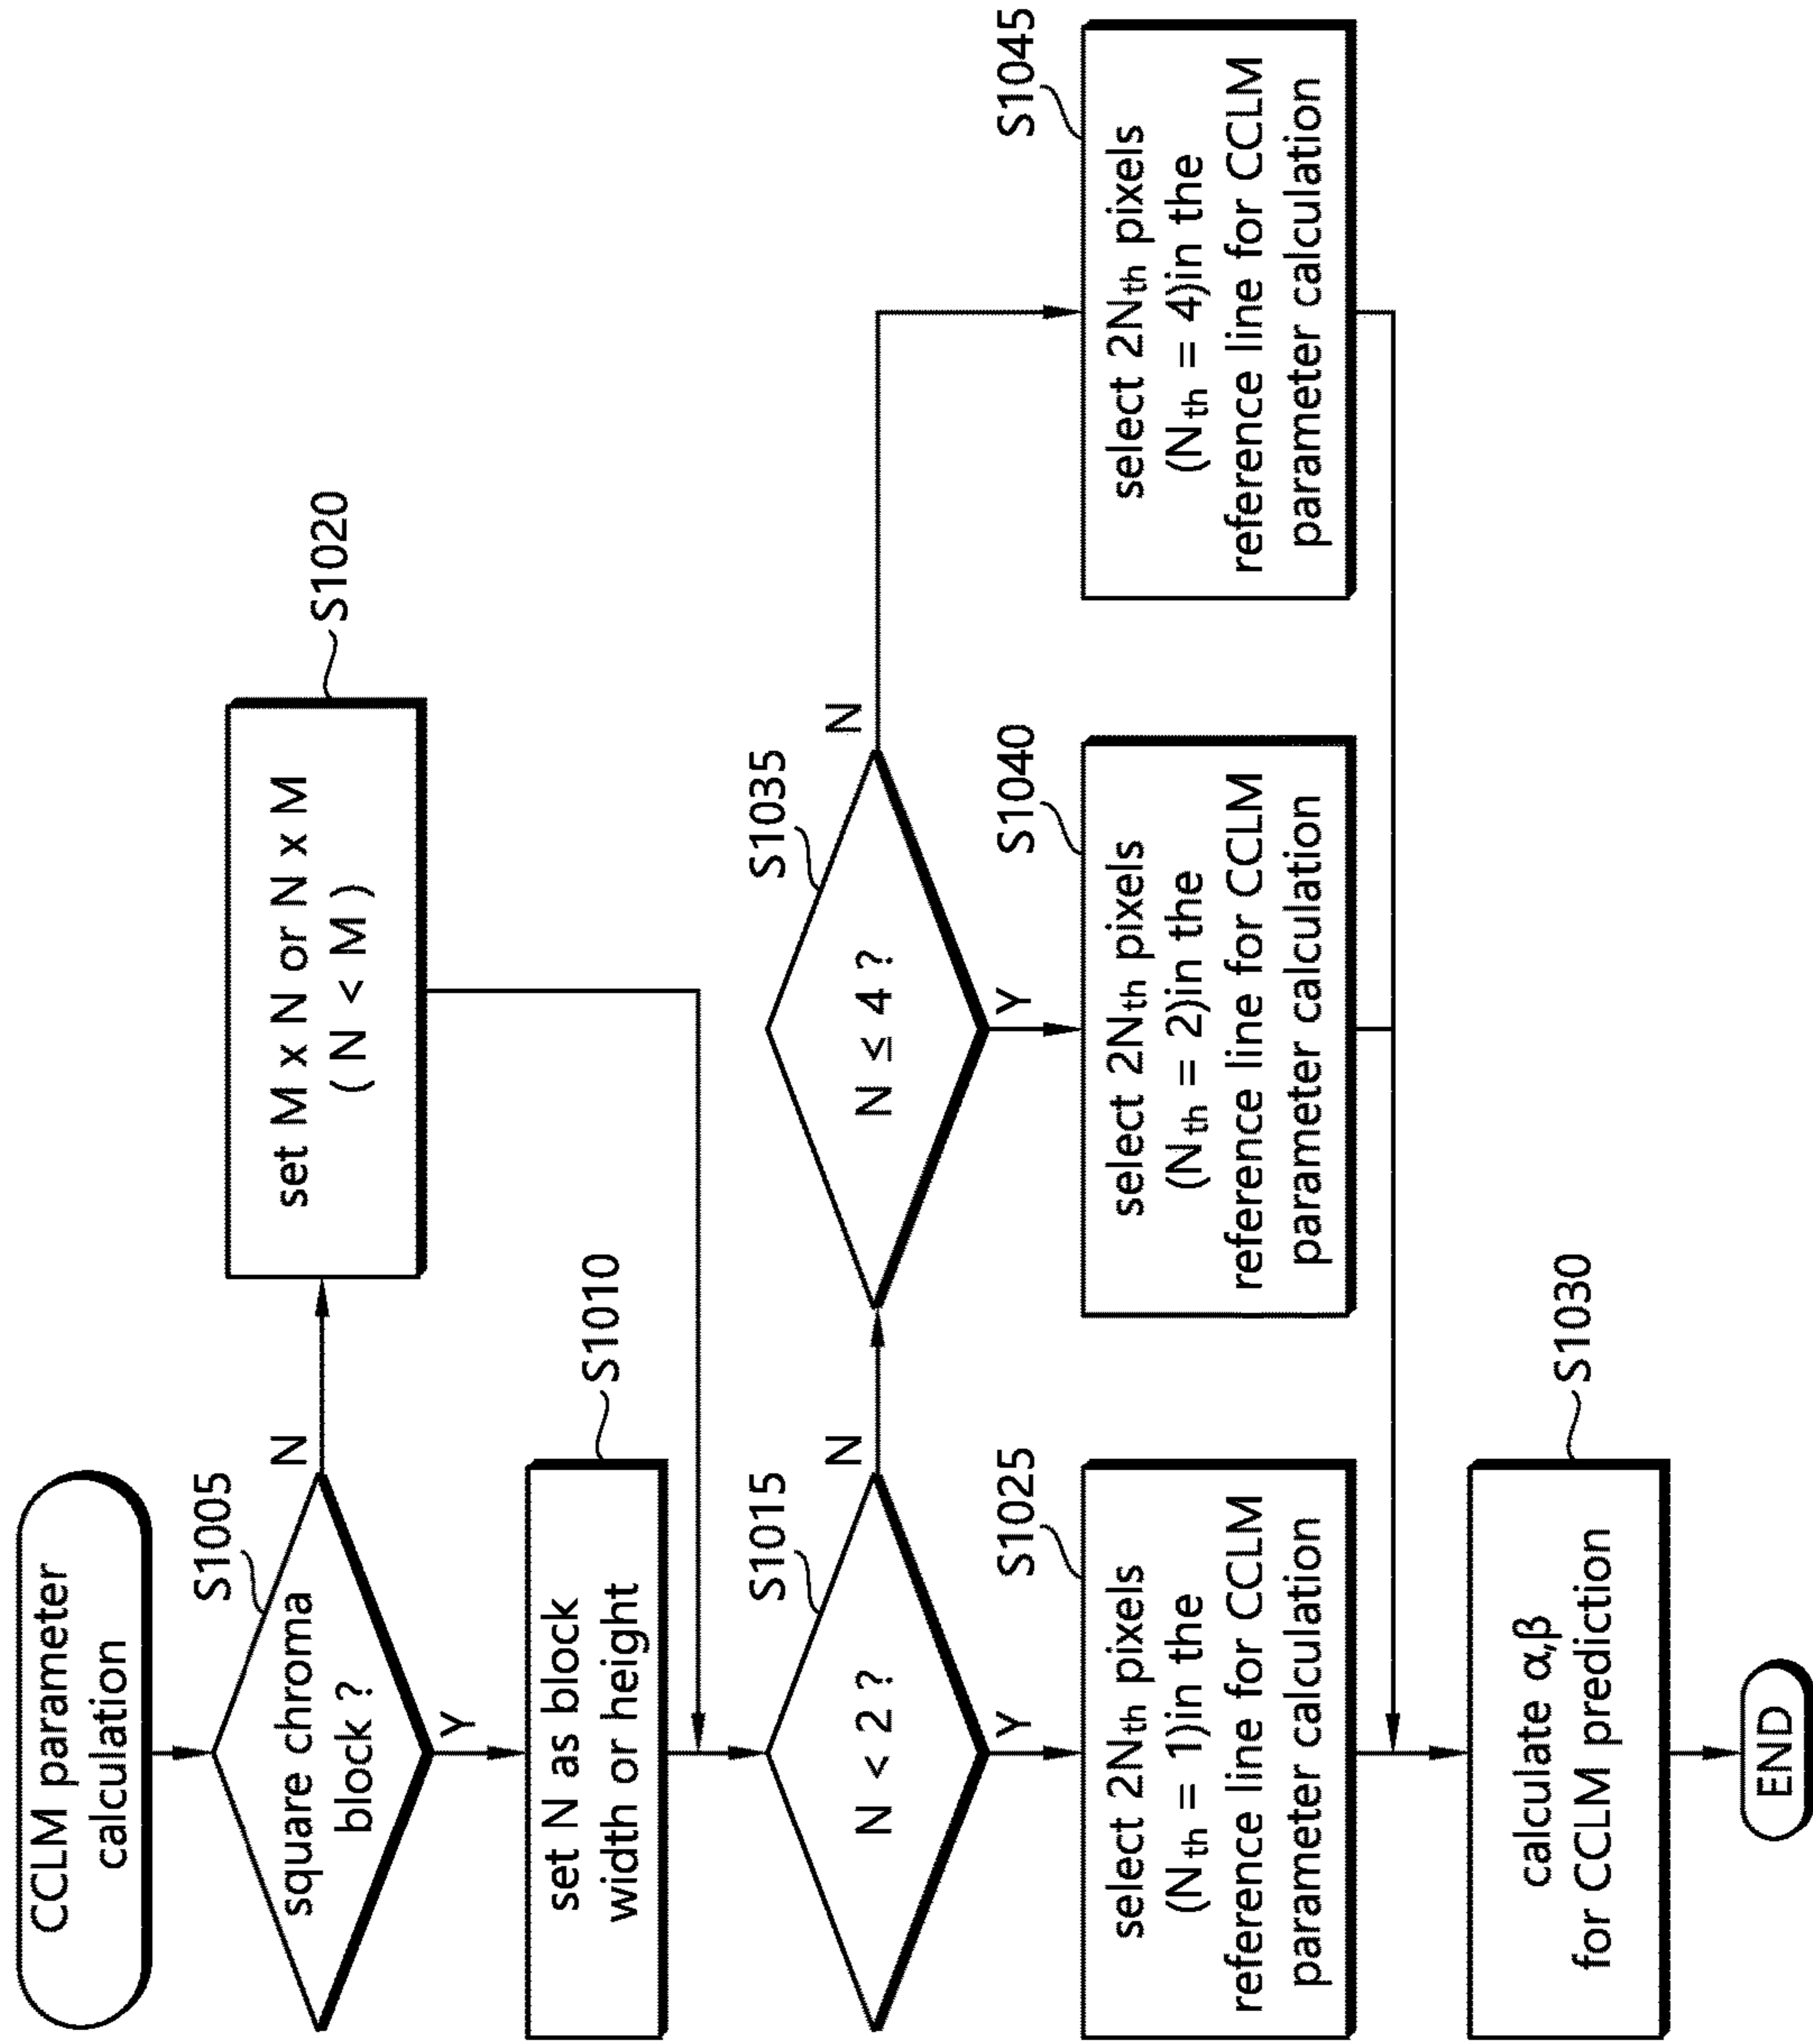 CCLM parameter
calculation
S1005
square chroma
block ?
N
Y
S1020
set M x N or N x M
( N < M )
S1010
set N as block
width or height
S1015
N < 2 ?
N
Y
S1035
N ≤ 4 ?
N
Y
S1025
select 2Nth pixels
(Nth = 1)in the
reference line for CCLM
parameter calculation
S1040
select 2Nth pixels
(Nth = 2)in the
reference line for CCLM
parameter calculation
S1045
select 2Nth pixels
(Nth = 4)in the
reference line for CCLM
parameter calculation
S1030
calculate α,β
for CCLM prediction
END